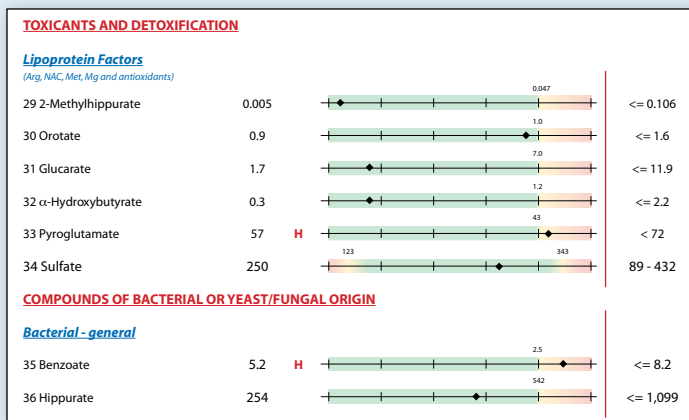 TOXICANTS AND DETOXIFICATION
Lipoprotein Factors
(Arg, NAC, Met, Mg and antioxidants)
0.047
29 2-Methylhippurate 0.005 <= 0.106
1.0
30 Orotate 0.9 <= 1.6
7.0
31 Glucarate 1.7 <= 11.9
1.2
32 α-Hydroxybutyrate 0.3 <= 2.2
43
33 Pyroglutamate 57 H < 72
123 343
34 Sulfate 250 89 - 432
COMPOUNDS OF BACTERIAL OR YEAST/FUNGAL ORIGIN
Bacterial - general
2.5
35 Benzoate 5.2 H <= 8.2
542
36 Hippurate 254 <= 1,099